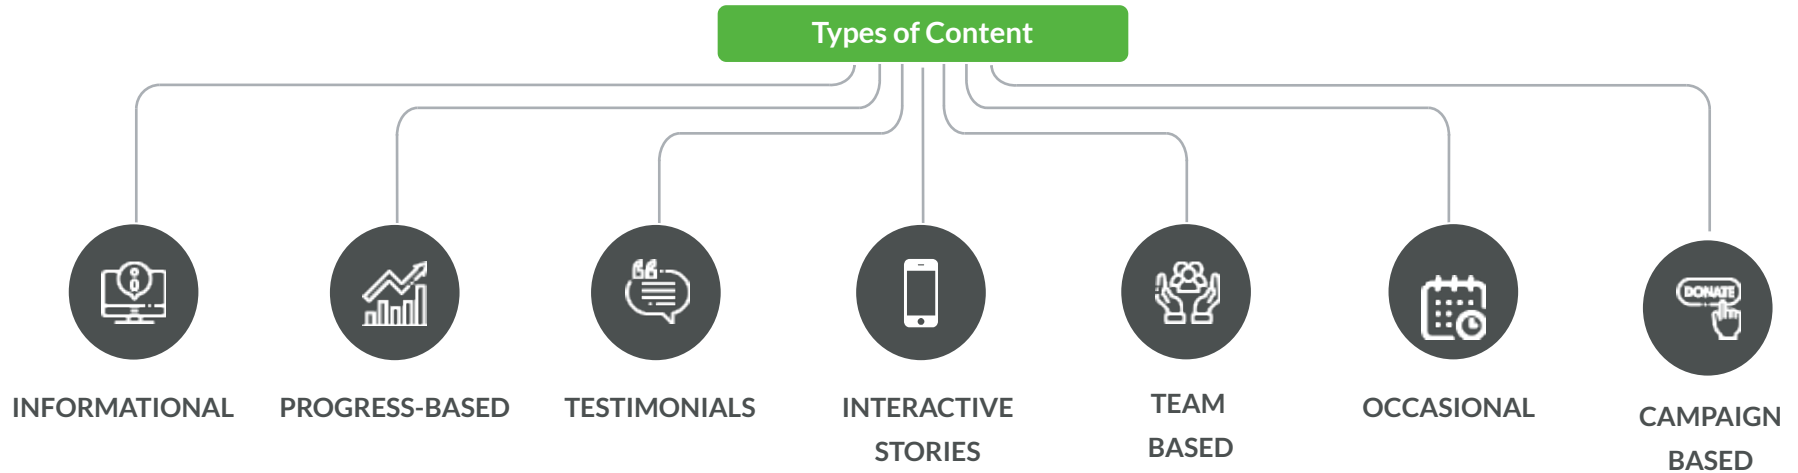 Types of Content
DONATE
INFORMATIONAL
PROGRESS-BASED
TESTIMONIALS
INTERACTIVE
STORIES
TEAM
BASED
OCCASIONAL
CAMPAIGN
BASED